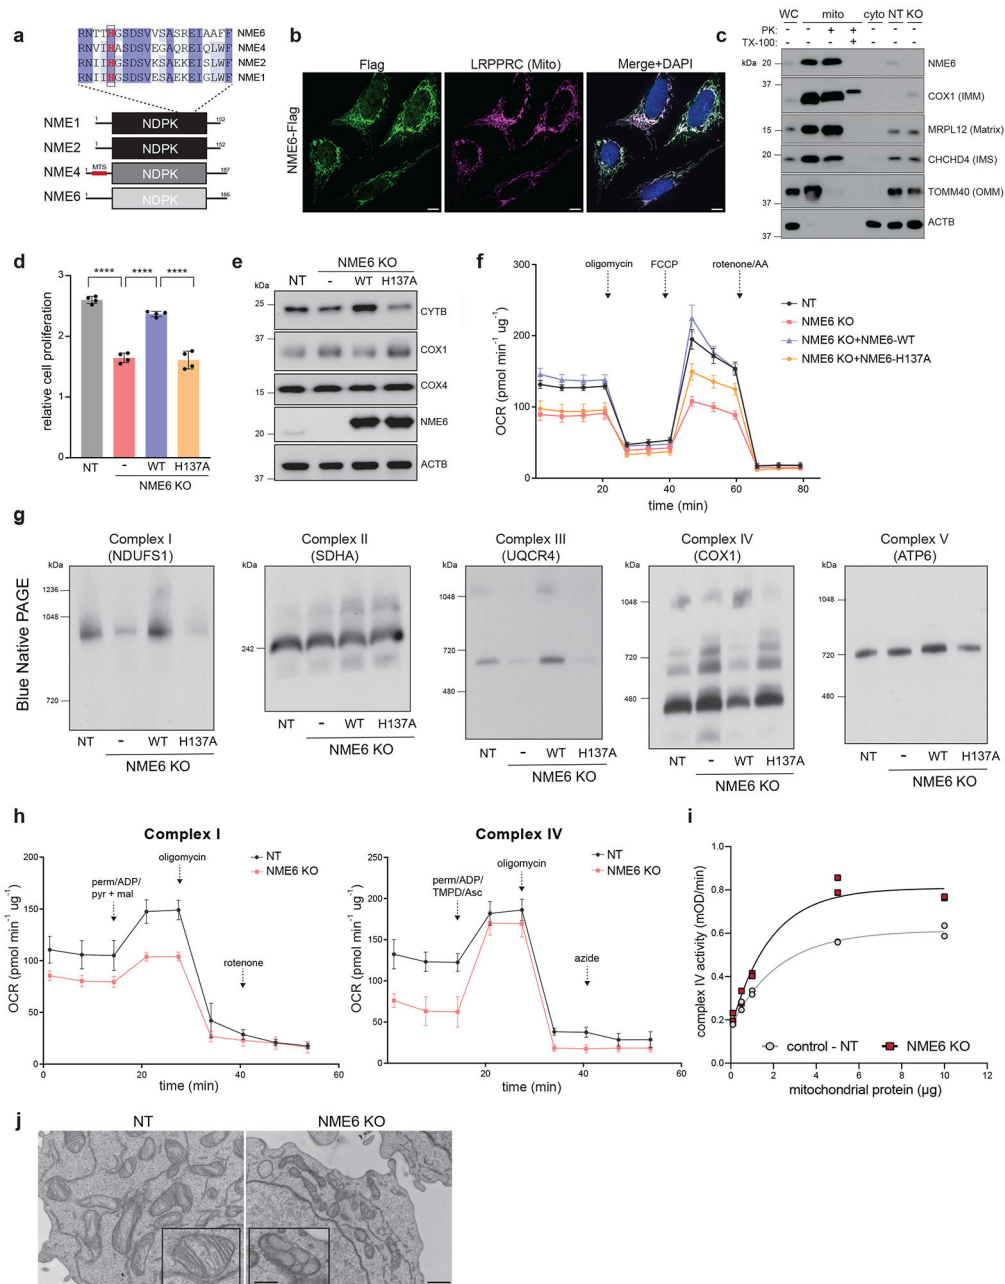 a
RNTTHGSDSVVSASREIAAFF NME6
RNVIHASDSVEGAQREIQLWF NME4
RNIIHGSDSVKSAEKEISLWF NME2
RNIIHGSDSVESAEKEIGLWF NME1
NME1 1 NDPK 152
NME2 1 NDPK 152
NME4 1 MTS NDPK 187
NME6 1 NDPK 186
b
Flag LRPPRC (Mito) Merge+DAPI
NME6-Flag
c
WC mito cyto NT KO
PK: - - + + - - -
TX-100: - - - + - - -
kDa 20 NME6
37 COX1 (IMM)
15 MRPL12 (Matrix)
20 CHCHD4 (IMS)
37 TOMM40 (OMM)
37 ACTB
d
relative cell proliferation
3
2
1
0
**** **** ****
NT - WT H137A
NME6 KO
e
NME6 KO
NT - WT H137A
kDa
25 CYTB
37 COX1
15 COX4
20 NME6
37 ACTB
f
OCR (pmol min-1 ug-1)
300
200
100
0
oligomycin FCCP rotenone/AA
NT
NME6 KO
NME6 KO+NME6-WT
NME6 KO+NME6-H137A
0 20 40 60 80
time (min)
g
Blue Native PAGE
Complex I
(NDUFS1)
kDa
1236
1048
720
NT - WT H137A
NME6 KO
Complex II
(SDHA)
kDa
242
NT - WT H137A
NME6 KO
Complex III
(UQCR4)
kDa
1048
720
480
NT - WT H137A
NME6 KO
Complex IV
(COX1)
kDa
1048
720
480
NT - WT H137A
NME6 KO
Complex V
(ATP6)
kDa
1048
720
480
NT - WT H137A
NME6 KO
h
Complex I
OCR (pmol min-1 ug-1)
200
150
100
50
0
perm/ADP/
pyr + mal
oligomycin
rotenone
NT
NME6 KO
0 20 40 60
time (min)
Complex IV
OCR (pmol min-1 ug-1)
250
200
150
100
50
0
perm/ADP/
TMPD/Asc
oligomycin
azide
NT
NME6 KO
0 20 40 60
time (min)
i
complex IV activity (mOD/min)
1.0
0.8
0.6
0.4
0.2
0.0
control - NT NME6 KO
0 2 4 6 8 10 12
mitochondrial protein (µg)
j
NT NME6 KO